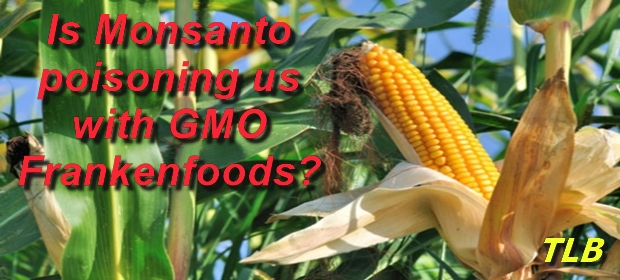 Is Monsanto
poisoning us
with GMO
Frankenfoods?
TLB